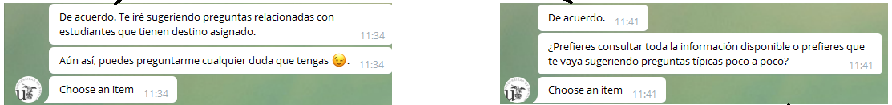 De acuerdo. Te iré sugeriendo preguntas relacionadas con
estudiantes que tienen destino asignado.
11:34
Aún así, puedes preguntarme cualquier duda que tengas 😉.
11:34
Choose an item
11:34
De acuerdo.
11:41
¿Prefieres consultar toda la información disponible o prefieres que
te vaya sugeriendo preguntas típicas poco a poco?
11:41
Choose an item
11:41